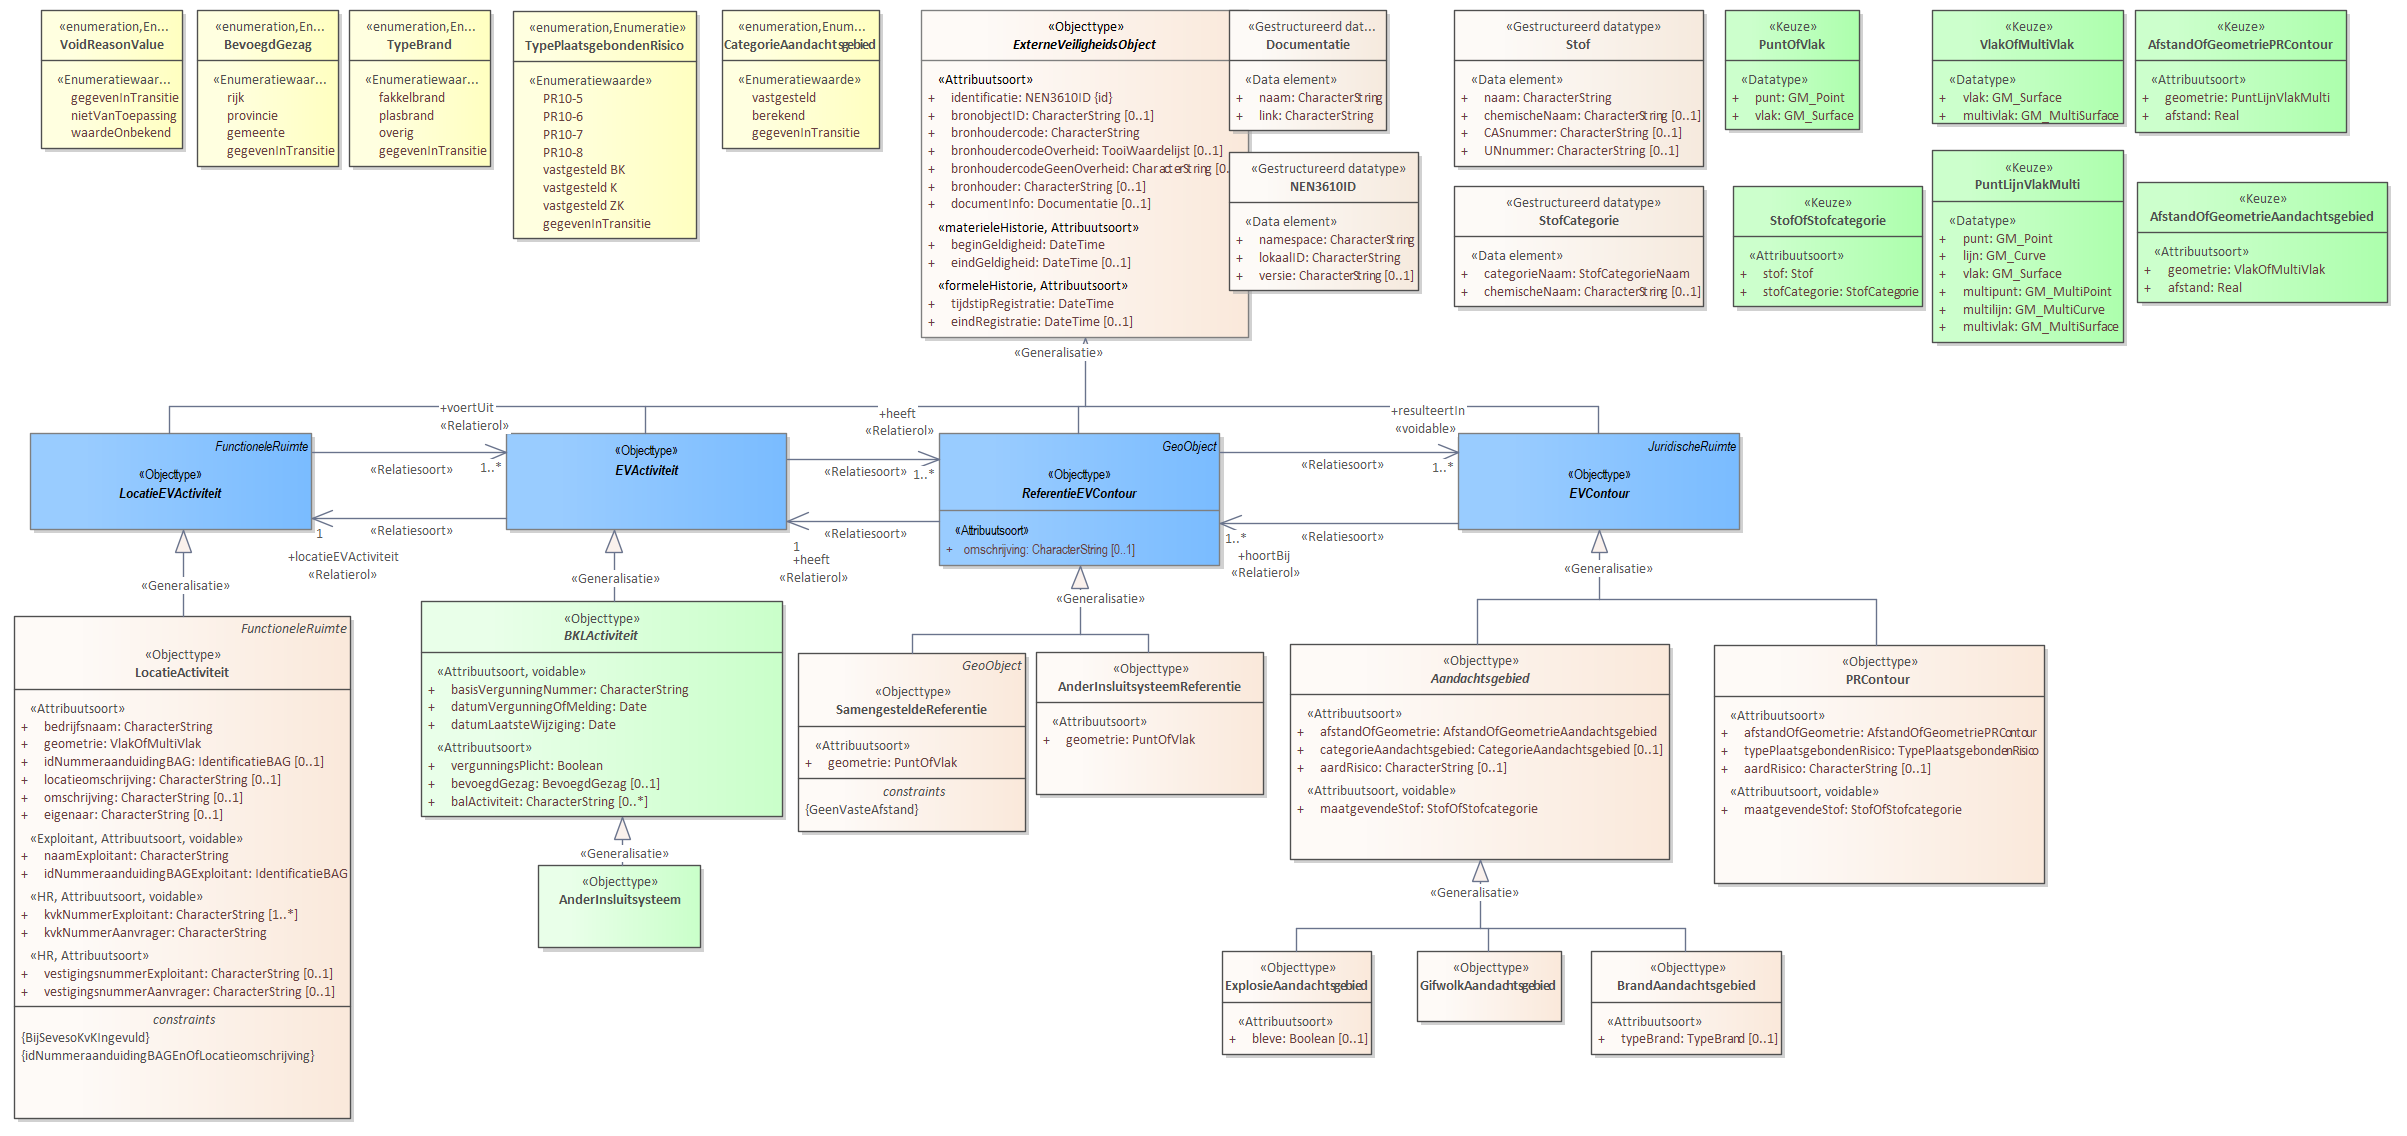 «enumeration,En...
VoidReasonValue
«Enumeratiewaar...
gegevenInTransitie
nietVanToepassing
waardeOnbekend
«enumeration,En...
BevoegdGezag
«Enumeratiewaar...
rijk
provincie
gemeente
gegevenInTransitie
«enumeration,En...
TypeBrand
«Enumeratiewaar...
fakkelbrand
plasbrand
overig
gegevenInTransitie
«enumeration,Enumeratie»
TypePlaatsgebondenRisico
«Enumeratiewaarde»
PR10-5
PR10-6
PR10-7
PR10-8
vastgesteld BK
vastgesteld K
vastgesteld ZK
gegevenInTransitie
«enumeration,Enum...
CategorieAandachtsgebied
«Enumeratiewaarde»
vastgesteld
berekend
gegevenInTransitie
«Objecttype»
ExterneVeiligheidsObject
«Attribuutsoort»
+ identificatie: NEN3610ID {id}
+ bronobjectID: CharacterString [0..1]
+ bronhoudercode: CharacterString
+ bronhoudercodeOverheid: TooiWaardelijst [0..1]
+ bronhoudercodeGeenOverheid: CharacterString [0..
+ bronhouder: CharacterString [0..1]
+ documentInfo: Documentatie [0..1]
«materieleHistorie, Attribuutsoort»
+ beginGeldigheid: DateTime
+ eindGeldigheid: DateTime [0..1]
«formeleHistorie, Attribuutsoort»
+ tijdstipRegistratie: DateTime
+ eindRegistratie: DateTime [0..1]
«Gestructureerd dat...
Documentatie
«Data element»
+ naam: CharacterString
+ link: CharacterString
«Gestructureerd datatype»
NEN3610ID
«Data element»
+ namespace: CharacterString
+ lokaalID: CharacterString
+ versie: CharacterString [0..1]
«Gestructureerd datatype»
Stof
«Data element»
+ naam: CharacterString
+ chemischeNaam: CharacterString [0..1]
+ CASnummer: CharacterString [0..1]
+ UNnummer: CharacterString [0..1]
«Gestructureerd datatype»
StofCategorie
«Data element»
+ categorieNaam: StofCategorieNaam
+ chemischeNaam: CharacterString [0..1]
«Keuze»
PuntOfVlak
«Datatype»
+ punt: GM_Point
+ vlak: GM_Surface
«Keuze»
StofOfStofcategorie
«Attribuutsoort»
+ stof: Stof
+ stofCategorie: StofCategorie
«Keuze»
VlakOfMultiVlak
«Datatype»
+ vlak: GM_Surface
+ multivlak: GM_MultiSurface
«Keuze»
PuntLijnVlakMulti
«Datatype»
+ punt: GM_Point
+ lijn: GM_Curve
+ vlak: GM_Surface
+ multipunt: GM_MultiPoint
+ multilijn: GM_MultiCurve
+ multivlak: GM_MultiSurface
«Keuze»
AfstandOfGeometriePRContour
«Attribuutsoort»
+ geometrie: PuntLijnVlakMulti
+ afstand: Real
«Keuze»
AfstandOfGeometrieAandachtsgebied
«Attribuutsoort»
+ geometrie: VlakOfMultiVlak
+ afstand: Real
«Generalisatie»
FunctioneleRuimte
«Objecttype»
LocatieEVActiviteit
+voertUit
«Relatierol»
1..*
«Relatiesoort»
«Relatiesoort»
1
+locatieEVActiviteit
«Relatierol»
«Objecttype»
EVActiviteit
+heeft
«Relatierol»
«Relatiesoort»
1..*
«Relatiesoort»
1
+heeft
«Relatierol»
GeoObject
«Objecttype»
ReferentieEVContour
«Attribuutsoort»
+ omschrijving: CharacterString [0..1]
+resulteertIn
«voidable»
«Relatiesoort»
1..*
«Relatiesoort»
1..*
+hoortBij
«Relatierol»
JuridischeRuimte
«Objecttype»
EVContour
«Generalisatie»
«Generalisatie»
«Generalisatie»
«Generalisatie»
FunctioneleRuimte
«Objecttype»
LocatieActiviteit
«Attribuutsoort»
+ bedrijfsnaam: CharacterString
+ geometrie: VlakOfMultiVlak
+ idNummeraanduidingBAG: IdentificatieBAG [0..1]
+ locatieomschrijving: CharacterString [0..1]
+ omschrijving: CharacterString [0..1]
+ eigenaar: CharacterString [0..1]
«Exploitant, Attribuutsoort, voidable»
+ naamExploitant: CharacterString
+ idNummeraanduidingBAGExploitant: IdentificatieBAG
«HR, Attribuutsoort, voidable»
+ kvkNummerExploitant: CharacterString [1..*]
+ kvkNummerAanvrager: CharacterString
«HR, Attribuutsoort»
+ vestigingsnummerExploitant: CharacterString [0..1]
+ vestigingsnummerAanvrager: CharacterString [0..1]
constraints
{BijSevesoKvKIngevuld}
{idNummeraanduidingBAGEnOfLocatieomschrijving}
«Objecttype»
BKLActiviteit
«Attribuutsoort, voidable»
+ basisVergunningNummer: CharacterString
+ datumVergunningOfMelding: Date
+ datumLaatsteWijziging: Date
«Attribuutsoort»
+ vergunningsPlicht: Boolean
+ bevoegdGezag: BevoegdGezag [0..1]
+ balActiviteit: CharacterString [0..*]
«Generalisatie»
«Objecttype»
AnderInsluitsysteem
GeoObject
«Objecttype»
SamengesteldeReferentie
«Attribuutsoort»
+ geometrie: PuntOfVlak
constraints
{GeenVasteAfstand}
«Objecttype»
AnderInsluitsysteemReferentie
«Attribuutsoort»
+ geometrie: PuntOfVlak
«Objecttype»
Aandachtsgebied
«Attribuutsoort»
+ afstandOfGeometrie: AfstandOfGeometrieAandachtsgebied
+ categorieAandachtsgebied: CategorieAandachtsgebied [0..1]
+ aardRisico: CharacterString [0..1]
«Attribuutsoort, voidable»
+ maatgevendeStof: StofOfStofcategorie
«Objecttype»
PRContour
«Attribuutsoort»
+ afstandOfGeometrie: AfstandOfGeometriePRContour
+ typePlaatsgebondenRisico: TypePlaatsgebondenRisico
+ aardRisico: CharacterString [0..1]
«Attribuutsoort, voidable»
+ maatgevendeStof: StofOfStofcategorie
«Generalisatie»
«Objecttype»
ExplosieAandachtsgebied
«Attribuutsoort»
+ bleve: Boolean [0..1]
«Objecttype»
GifwolkAandachtsgebied
«Objecttype»
BrandAandachtsgebied
«Attribuutsoort»
+ typeBrand: TypeBrand [0..1]